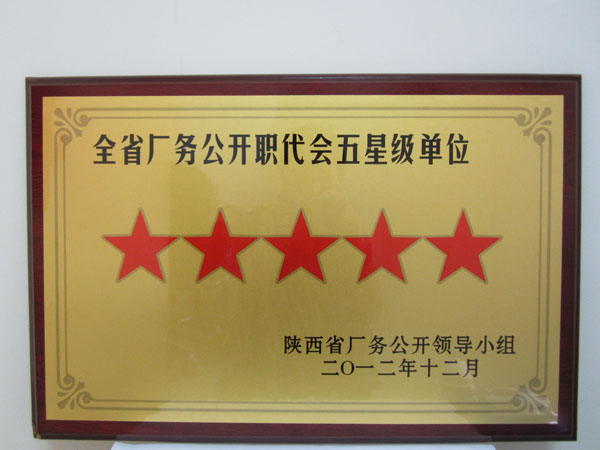 全省厂务公开职代会五星级单位
陕西省厂务公开领导小组
二〇一二年十二月